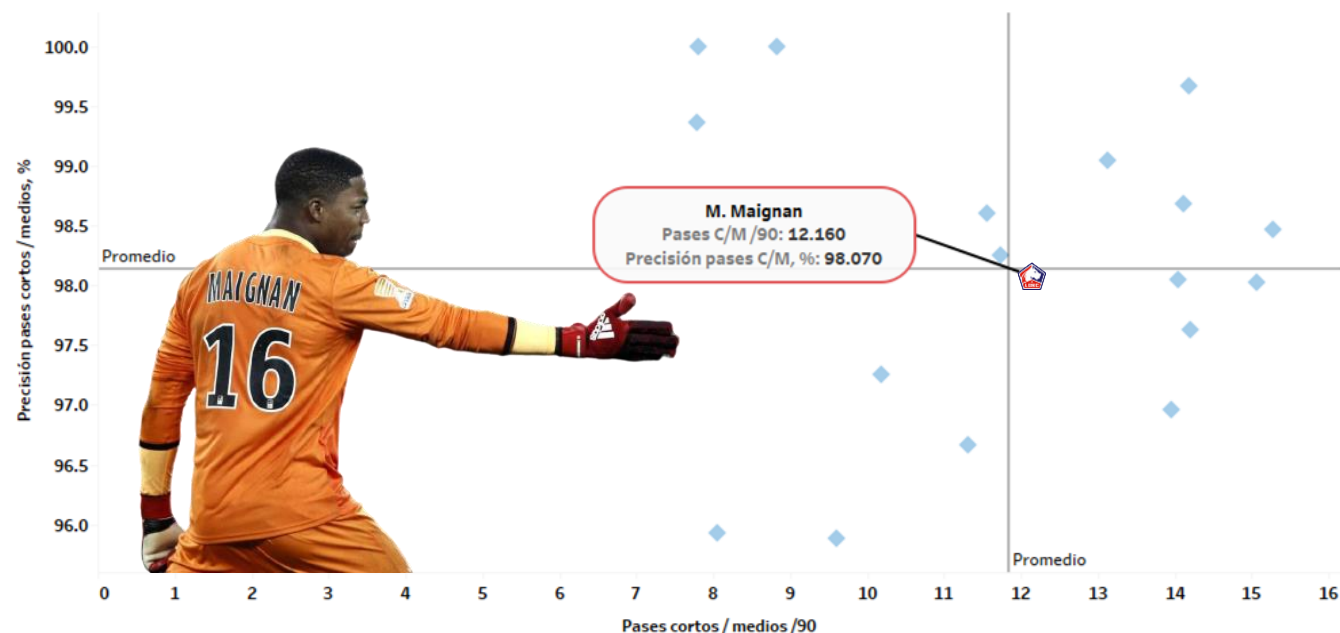 100.0
99.5
99.0
98.5
98.0
97.5
97.0
96.5
96.0
Precisión pases cortos / medios, %
Promedio
M. Maignan
Pases C/M /90: 12.160
Precisión pases C/M, %: 98.070
MAIGNAN
16
Promedio
0 1 2 3 4 5 6 7 8 9 10 11 12 13 14 15 16
Pases cortos / medios /90